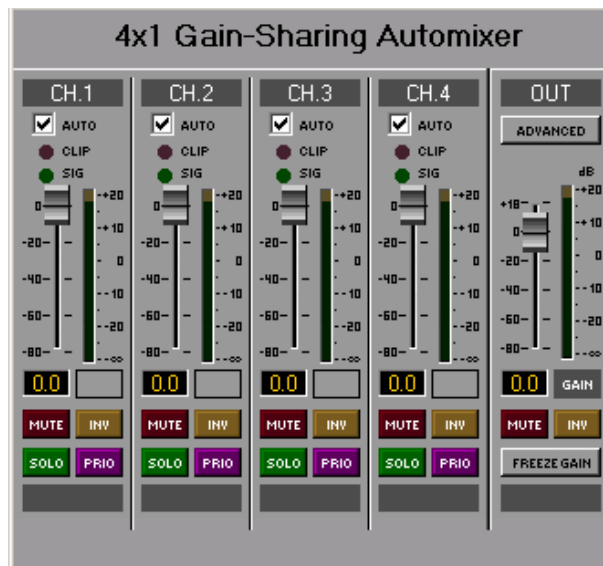 4x1 Gain-Sharing Automixer
CH.1 CH.2 CH.3 CH.4 OUT
AUTO AUTO AUTO AUTO ADVANCED
CLIP CLIP CLIP CLIP
SIG SIG SIG SIG dB
0 +20 0 +20 0 +20 0 +20 +18 +20
-20 +10 -20 +10 -20 +10 -20 +10 0 +10
-40 0 -40 0 -40 0 -40 0 -20 0
-60 -10 -60 -10 -60 -10 -60 -10 -40 -10
-80 -20 -80 -20 -80 -20 -80 -20 -60 -20
-∞ -∞ -∞ -∞ -80 -∞
0.0 0.0 0.0 0.0 0.0 GAIN
MUTE INV MUTE INV MUTE INV MUTE INV MUTE INV
SOLO PRIO SOLO PRIO SOLO PRIO SOLO PRIO FREEZE GAIN